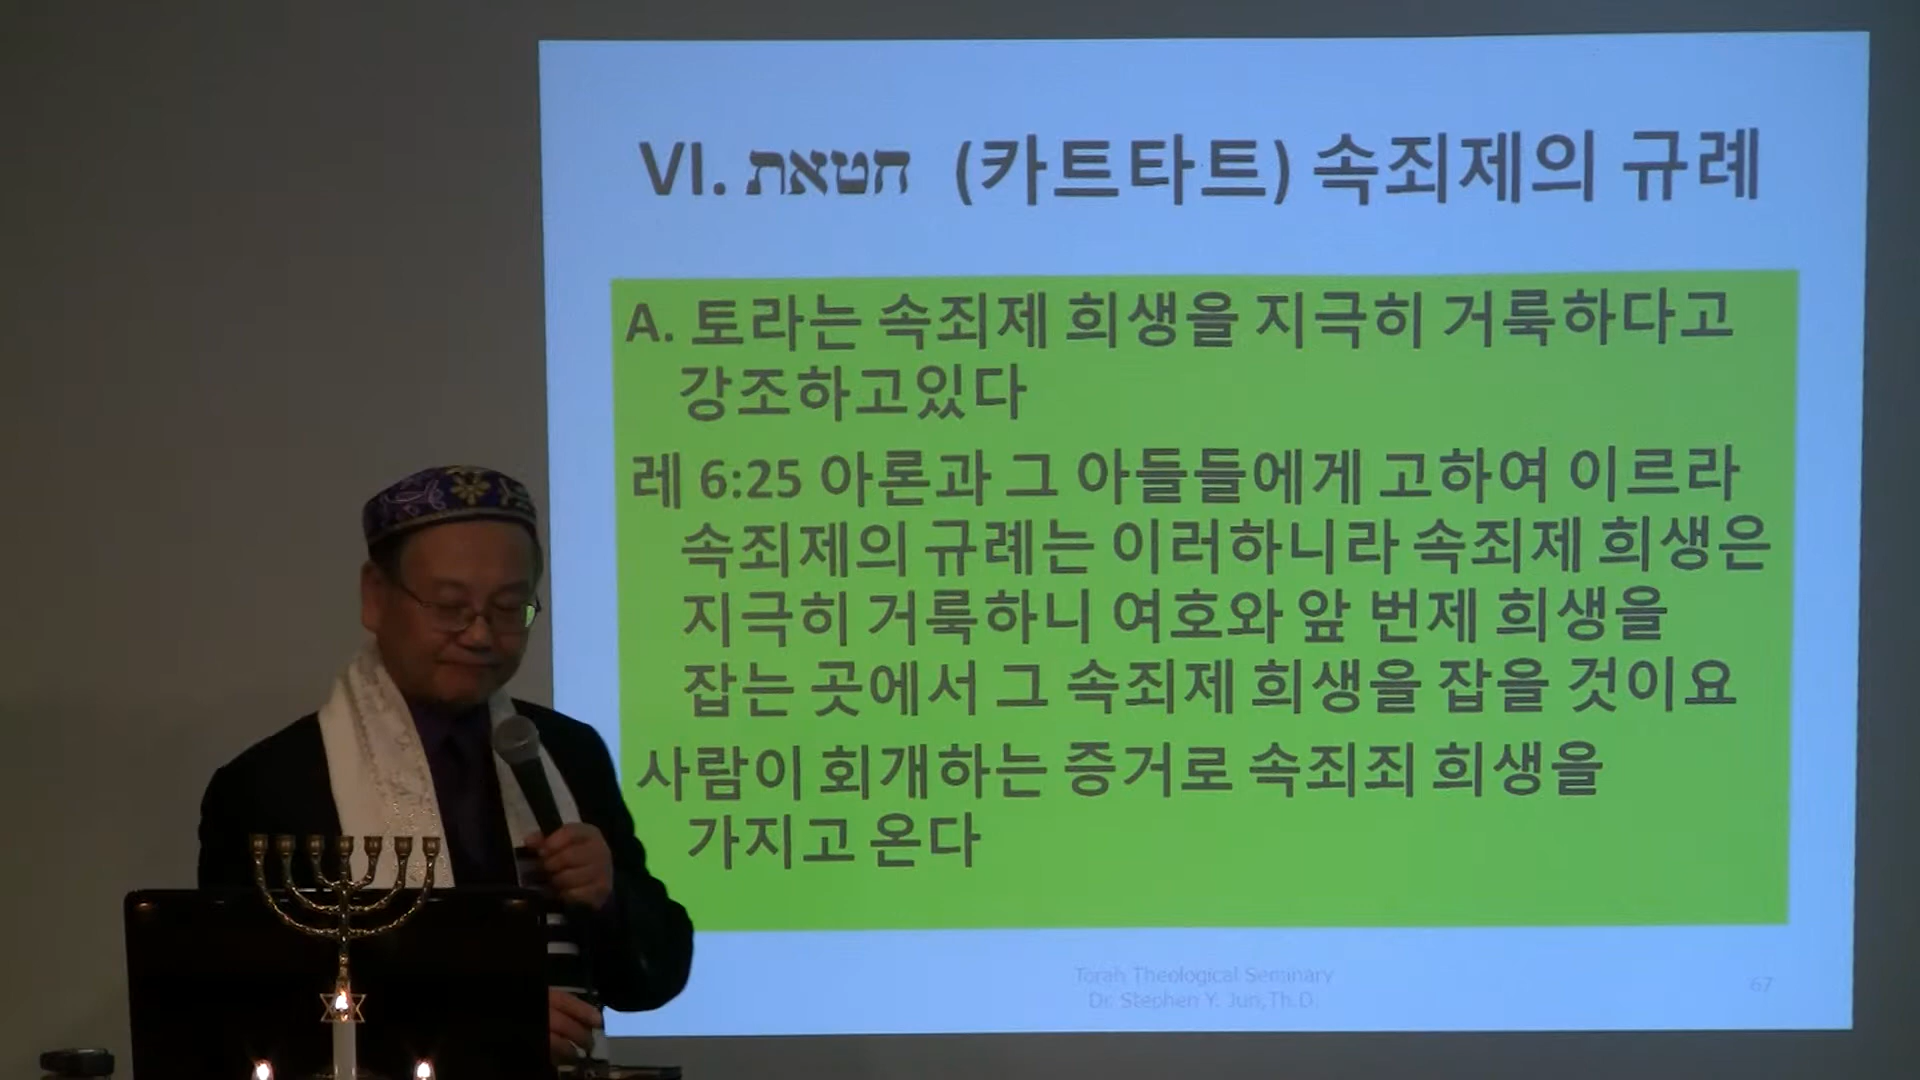 VI. חטאת (카트타트) 속죄제의 규례
A. 토라는 속죄제 희생을 지극히 거룩하다고
강조하고있다
레 6:25 아론과 그 아들들에게 고하여 이르라
속죄제의 규례는 이러하니라 속죄제 희생은
지극히 거룩하니 여호와 앞 번제 희생을
잡는 곳에서 그 속죄제 희생을 잡을 것이요
사람이 회개하는 증거로 속죄죄 희생을
가지고 온다
Torah Theological Seminary
Dr. Stephen Y. Jun,Th.D.
67